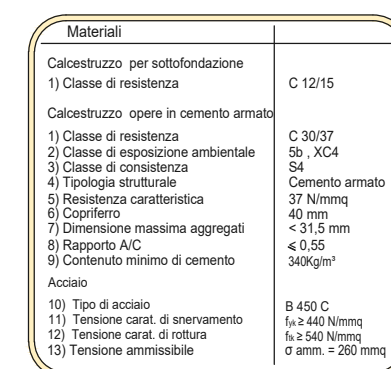 Materiali
Calcestruzzo per sottofondazione
1) Classe di resistenza C 12/15
Calcestruzzo opere in cemento armato
1) Classe di resistenza C 30/37
2) Classe di esposizione ambientale 5b , XC4
3) Classe di consistenza S4
4) Tipologia strutturale Cemento armato
5) Resistenza caratteristica 37 N/mmq
6) Copriferro 40 mm
7) Dimensione massima aggregati < 31,5 mm
8) Rapporto A/C ⩽ 0,55
9) Contenuto minimo di cemento 340Kg/m³
Acciaio
10) Tipo di acciaio B 450 C
11) Tensione carat. di snervamento fyk ≥ 440 N/mmq
12) Tensione carat. di rottura ftk ≥ 540 N/mmq
13) Tensione ammissibile σ amm. = 260 mmq